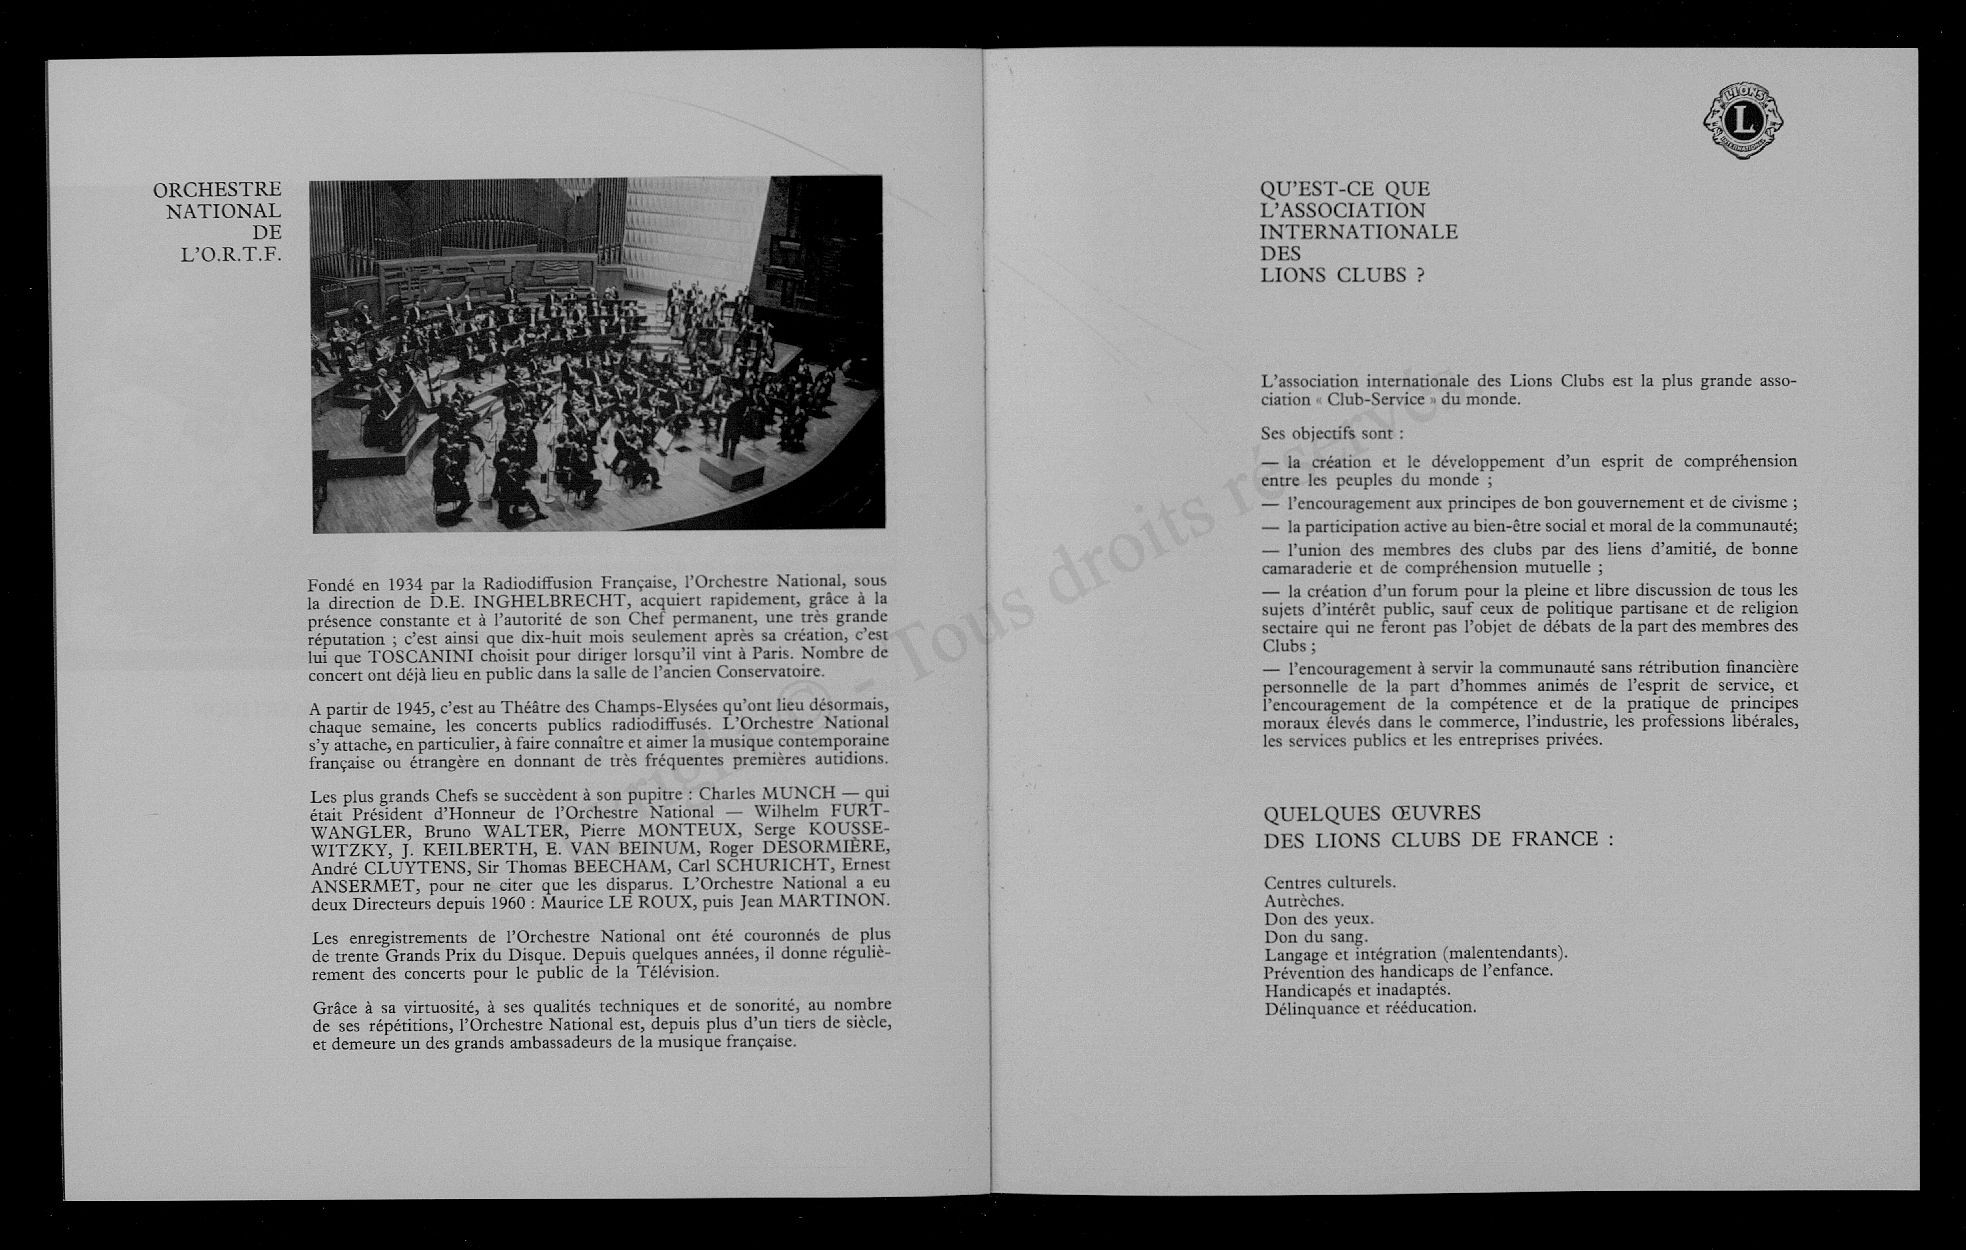 ORCHESTRE
NATIONAL
DE
L'O.R.T.F.
Fondé en 1934 par la Radiodiffusion Française, l'Orchestre National, sous
la direction de D.E. INGHELBRECHT, acquiert rapidement, grâce à la
présence constante et à l'autorité de son Chef permanent, une très grande
réputation ; c'est ainsi que dix-huit mois seulement après sa création, c'est
lui que TOSCANINI choisit pour diriger lorsqu'il vint à Paris. Nombre de
concert ont déjà lieu en public dans la salle de l'ancien Conservatoire.
A partir de 1945, c'est au Théâtre des Champs-Elysées qu'ont lieu désormais,
chaque semaine, les concerts publics radiodiffusés. L'Orchestre National
s'y attache, en particulier, à faire connaître et aimer la musique contemporaine
française ou étrangère en donnant de très fréquentes premières autidions.
Les plus grands Chefs se succèdent à son pupitre : Charles MUNCH — qui
était Président d'Honneur de l'Orchestre National — Wilhelm FURT-
WANGLER, Bruno WALTER, Pierre MONTEUX, Serge KOUSSE-
WITZKY, J. KEILBERTH, E. VAN BEINUM, Roger DESORMIÈRE,
André CLUYTENS, Sir Thomas BEECHAM, Carl SCHURICHT, Ernest
ANSERMET, pour ne citer que les disparus. L'Orchestre National a eu
deux Directeurs depuis 1960 : Maurice LE ROUX, puis Jean MARTINON.
Les enregistrements de l'Orchestre National ont été couronnés de plus
de trente Grands Prix du Disque. Depuis quelques années, il donne réguliè-
rement des concerts pour le public de la Télévision.
Grâce à sa virtuosité, à ses qualités techniques et de sonorité, au nombre
de ses répétitions, l'Orchestre National est, depuis plus d'un tiers de siècle,
et demeure un des grands ambassadeurs de la musique française.
LIONS
L
INTERNATIONAL
QU'EST-CE QUE
L'ASSOCIATION
INTERNATIONALE
DES
LIONS CLUBS ?
L'association internationale des Lions Clubs est la plus grande asso-
ciation « Club-Service » du monde.
Ses objectifs sont :
— la création et le développement d'un esprit de compréhension
entre les peuples du monde ;
— l'encouragement aux principes de bon gouvernement et de civisme ;
— la participation active au bien-être social et moral de la communauté;
— l'union des membres des clubs par des liens d'amitié, de bonne
camaraderie et de compréhension mutuelle ;
— la création d'un forum pour la pleine et libre discussion de tous les
sujets d'intérêt public, sauf ceux de politique partisane et de religion
sectaire qui ne feront pas l'objet de débats de la part des membres des
Clubs ;
— l'encouragement à servir la communauté sans rétribution financière
personnelle de la part d'hommes animés de l'esprit de service, et
l'encouragement de la compétence et de la pratique de principes
moraux élevés dans le commerce, l'industrie, les professions libérales,
les services publics et les entreprises privées.
QUELQUES ŒUVRES
DES LIONS CLUBS DE FRANCE :
Centres culturels.
Autrèches.
Don des yeux.
Don du sang.
Langage et intégration (malentendants).
Prévention des handicaps de l'enfance.
Handicapés et inadaptés.
Délinquance et rééducation.
Copyright © - Tous droits réservés